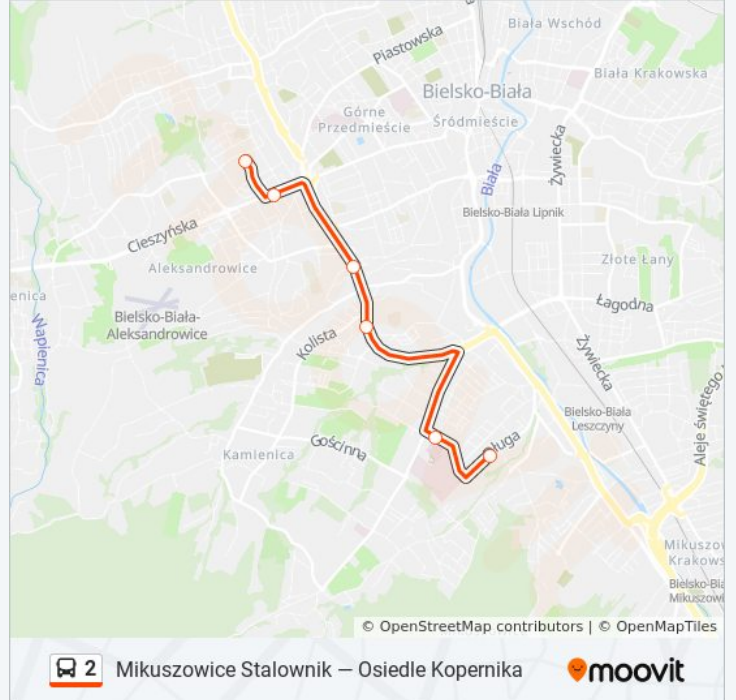 Biała Wschód
Piastowska
Biała Krakowska
Bielsko-Biała
Górne
Przedmieście
Śródmieście
Żywiecka
Biała
Bielsko-Biała Lipnik
Cieszyńska
Aleksandrowice
Złote Łany
enica
Łagodna
Bielsko-Biała-
Aleksandrowice
Wapienica
Kolista
Żywiecka
Aleje świętego
Bielsko-Biała
Leszczyny
Gościnna
Kamienica
Mikuszow
Krakows
Bielsko-Bia
Mikuszowi
© OpenStreetMap contributors | © OpenMapTiles
2 Mikuszowice Stalownik — Osiedle Kopernika
moovit